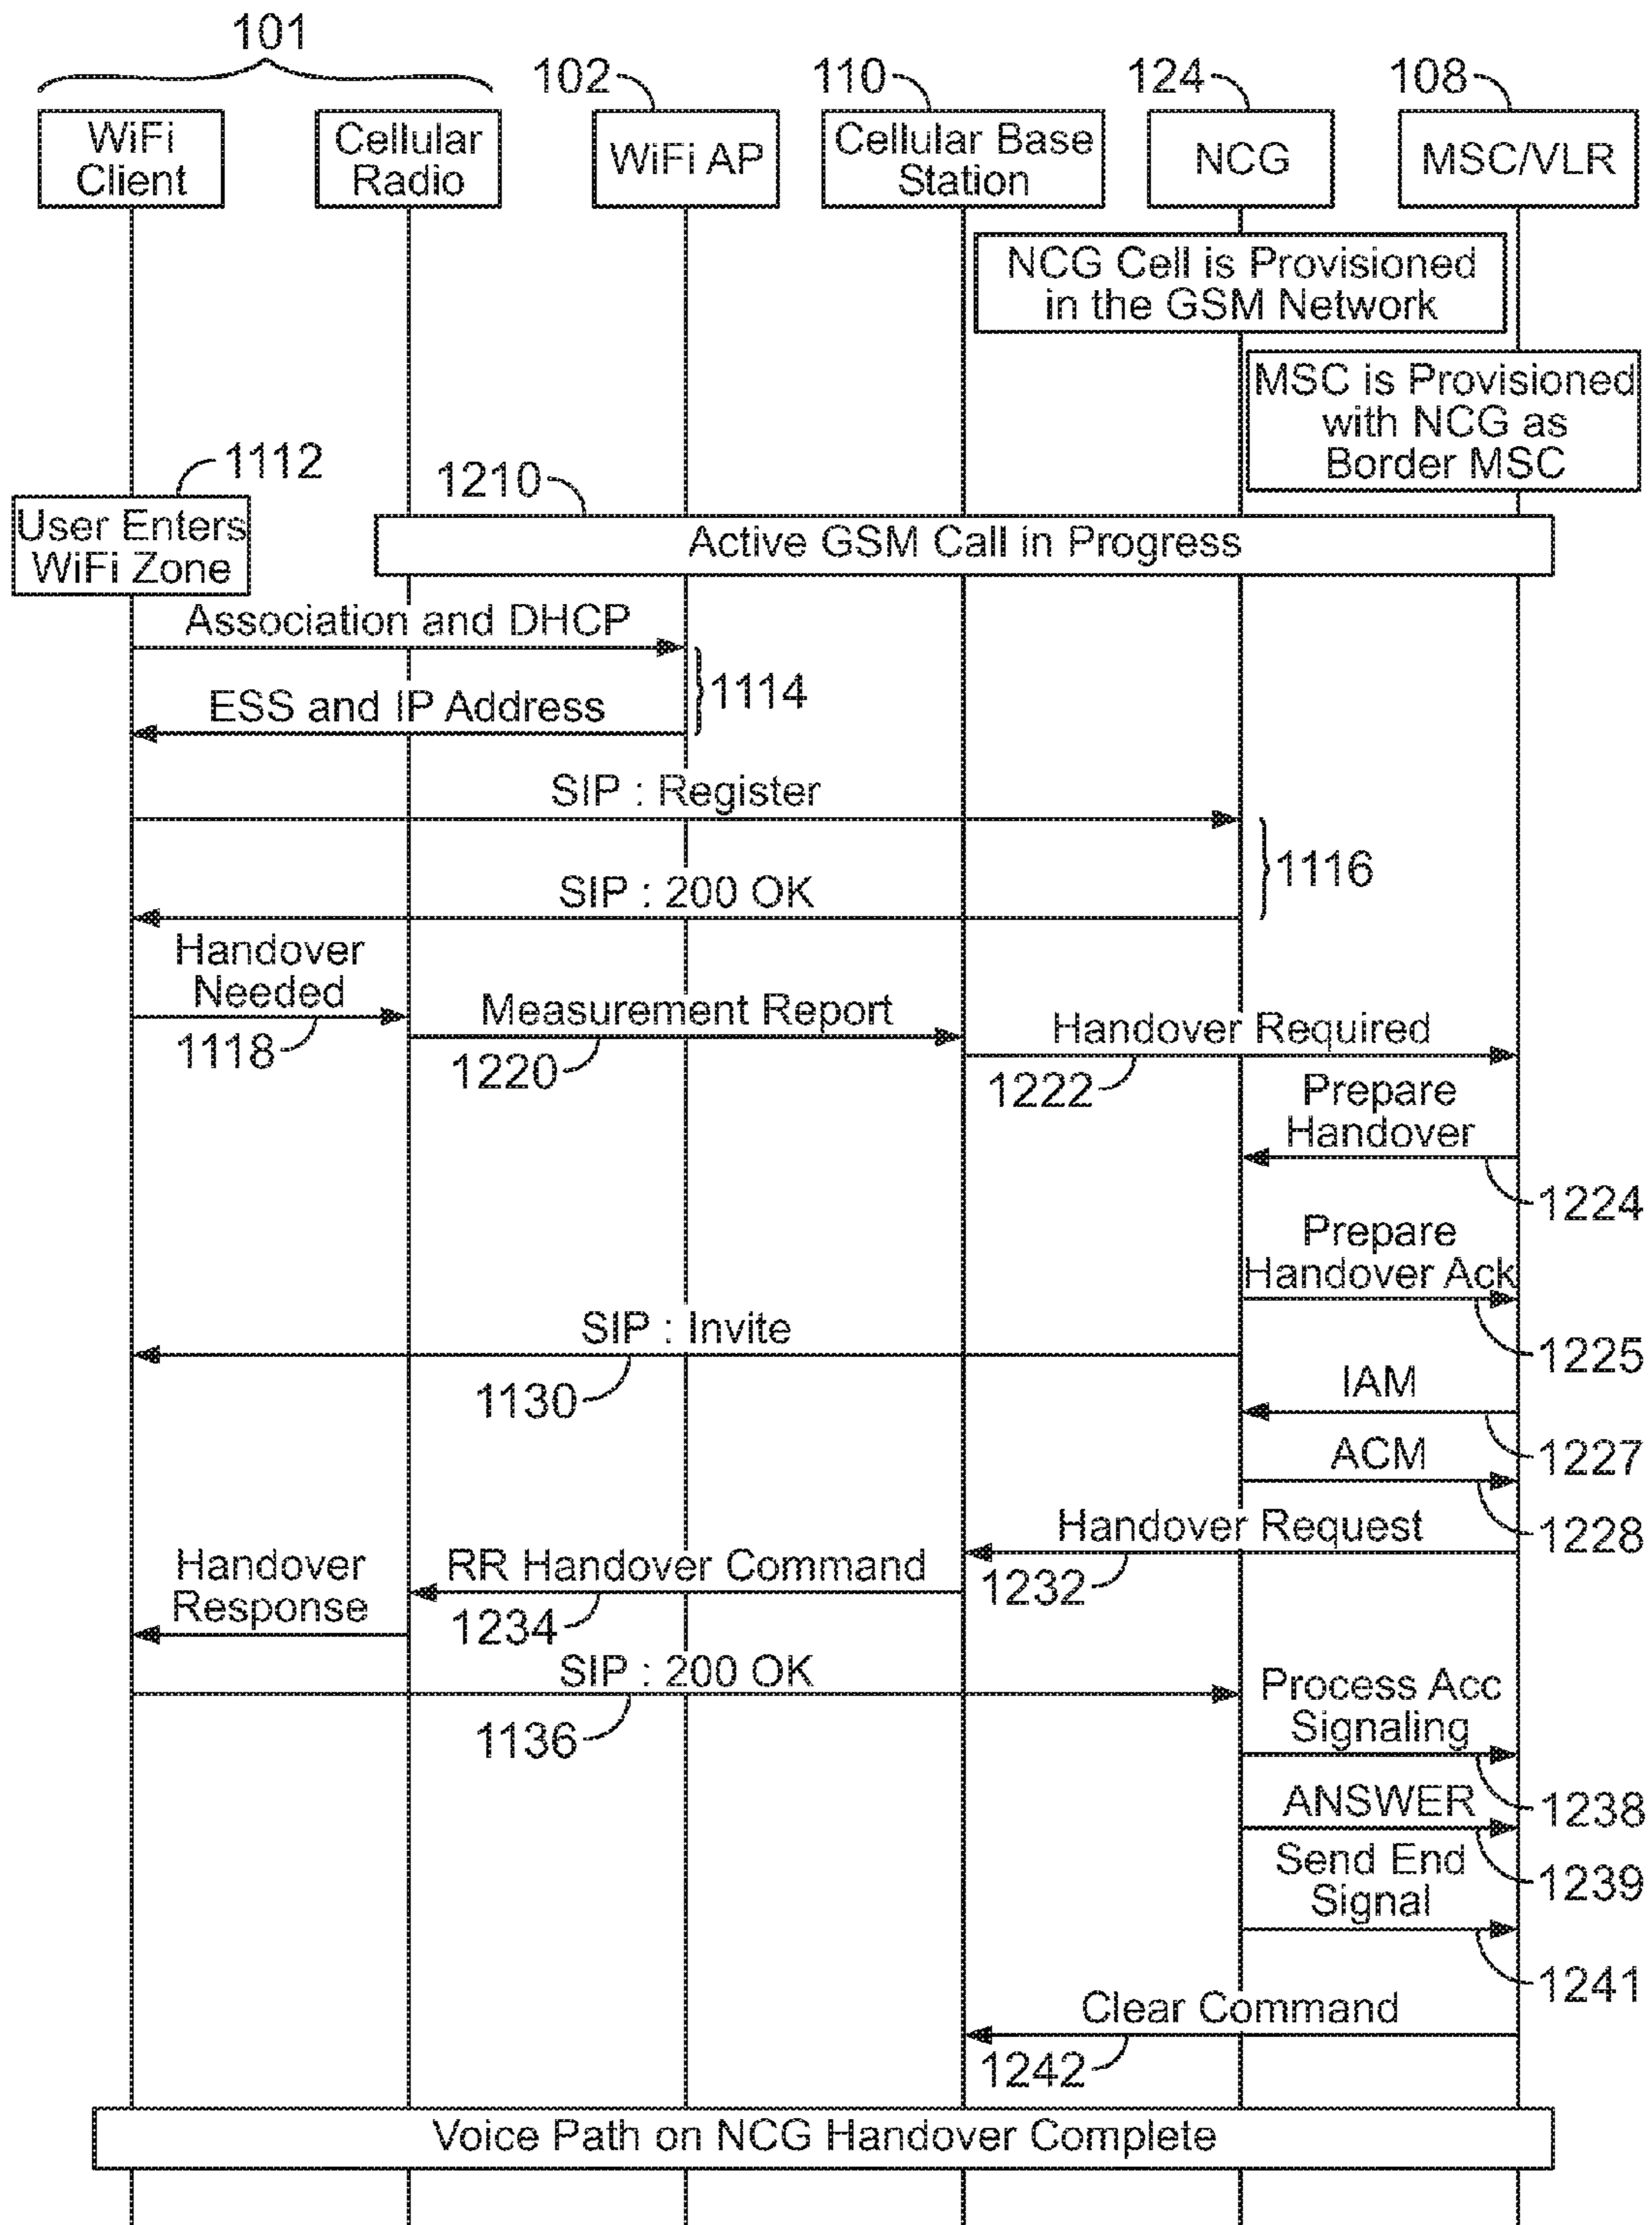 101
102
110
124
108
WiFi
Client
Cellular
Radio
WiFi AP
Cellular Base
Station
NCG
MSC/VLR
NCG Cell is Provisioned
in the GSM Network
MSC is Provisioned
with NCG as
Border MSC
1112
User Enters
WiFi Zone
1210
Active GSM Call in Progress
Association and DHCP
1114
ESS and IP Address
SIP : Register
1116
SIP : 200 OK
Handover
Needed
1118
Measurement Report
1220
Handover Required
1222
Prepare
Handover
1224
Prepare
Handover Ack
1225
SIP : Invite
1130
IAM
1227
ACM
1228
Handover Request
1232
RR Handover Command
1234
Handover
Response
SIP : 200 OK
1136
Process Acc
Signaling
1238
ANSWER
1239
Send End
Signal
1241
Clear Command
1242
Voice Path on NCG Handover Complete